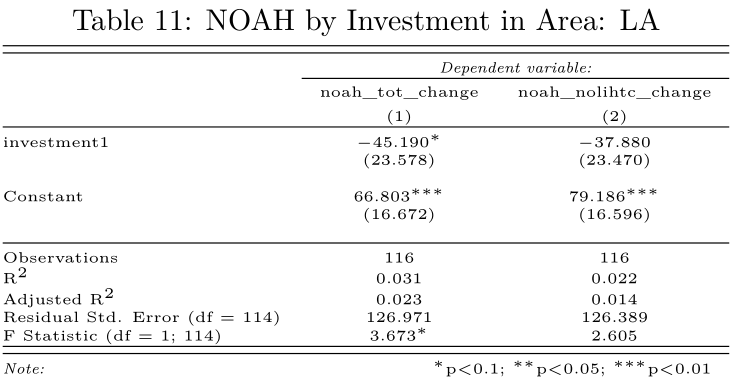 Table 11: NOAH by Investment in Area: LA
Dependent variable:
noah_tot_change noah_nolihtc_change
(1) (2)
investment1 −45.190* −37.880
(23.578) (23.470)
Constant 66.803*** 79.186***
(16.672) (16.596)
Observations 116 116
R2 0.031 0.022
Adjusted R2 0.023 0.014
Residual Std. Error (df = 114) 126.971 126.389
F Statistic (df = 1; 114) 3.673* 2.605
Note: *p<0.1; **p<0.05; ***p<0.01